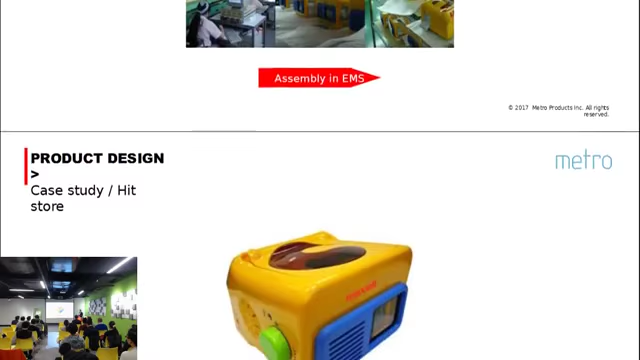 Assembly in EMS
© 2017 Metro Products Inc. All rights
reserved.
PRODUCT DESIGN
>
metro
Case study / Hit
store